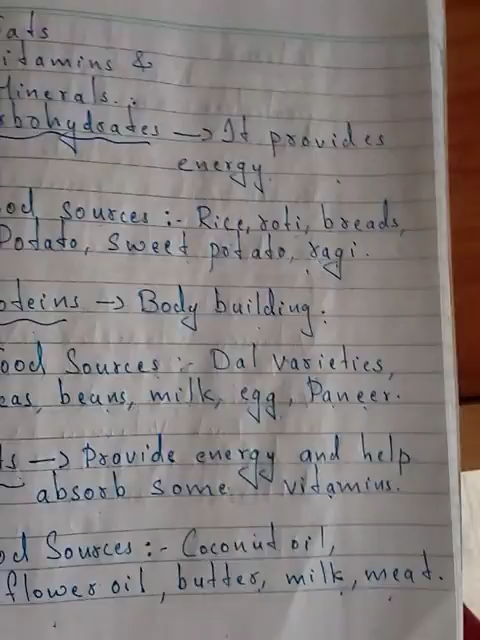 ats
itamins &
inerals.:
bohydrates → It provides
energy.
od sources :- Rice, roti, breads,
Potato, sweet potato, ragi.
oteins → Body building:
ood Sources :- Dal varieties,
eas, beans, milk, egg, Paneer.
ts → Provide energy and help
absorb some vitamins.
od Sources :- Coconut oil,
flower oil, butter, milk, meat.